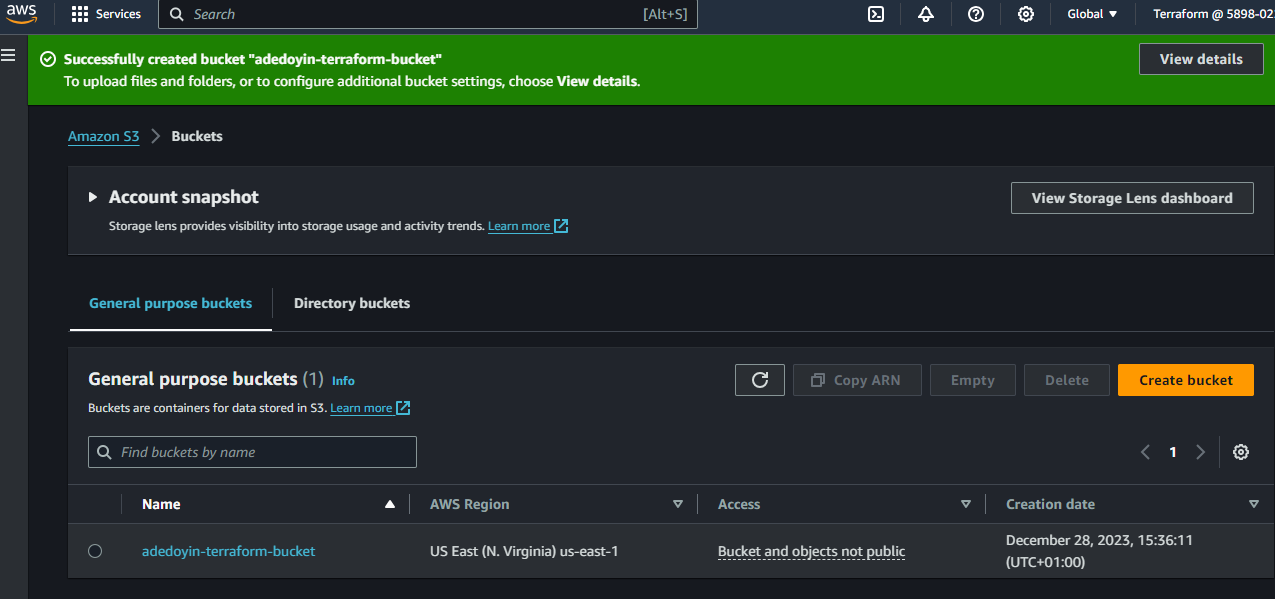 aws
Services
Search
[Alt+S]
Global
Terraform @ 5898-02
Successfully created bucket "adedoyin-terraform-bucket"
To upload files and folders, or to configure additional bucket settings, choose View details.
View details
Amazon S3
Buckets
Account snapshot
Storage lens provides visibility into storage usage and activity trends. Learn more
View Storage Lens dashboard
General purpose buckets
Directory buckets
General purpose buckets (1) Info
Buckets are containers for data stored in S3. Learn more
Copy ARN
Empty
Delete
Create bucket
Find buckets by name
1
Name
AWS Region
Access
Creation date
adedoyin-terraform-bucket
US East (N. Virginia) us-east-1
Bucket and objects not public
December 28, 2023, 15:36:11
(UTC+01:00)